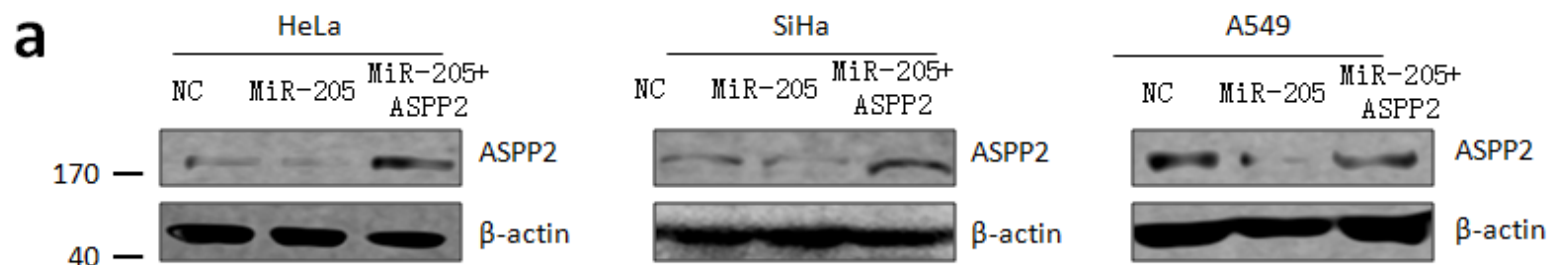 a
HeLa
SiHa
A549
NC
MiR-205
MiR-205+
ASPP2
NC
MiR-205
MiR-205+
ASPP2
NC
MiR-205
MiR-205+
ASPP2
170
ASPP2
ASPP2
ASPP2
40
β-actin
β-actin
β-actin